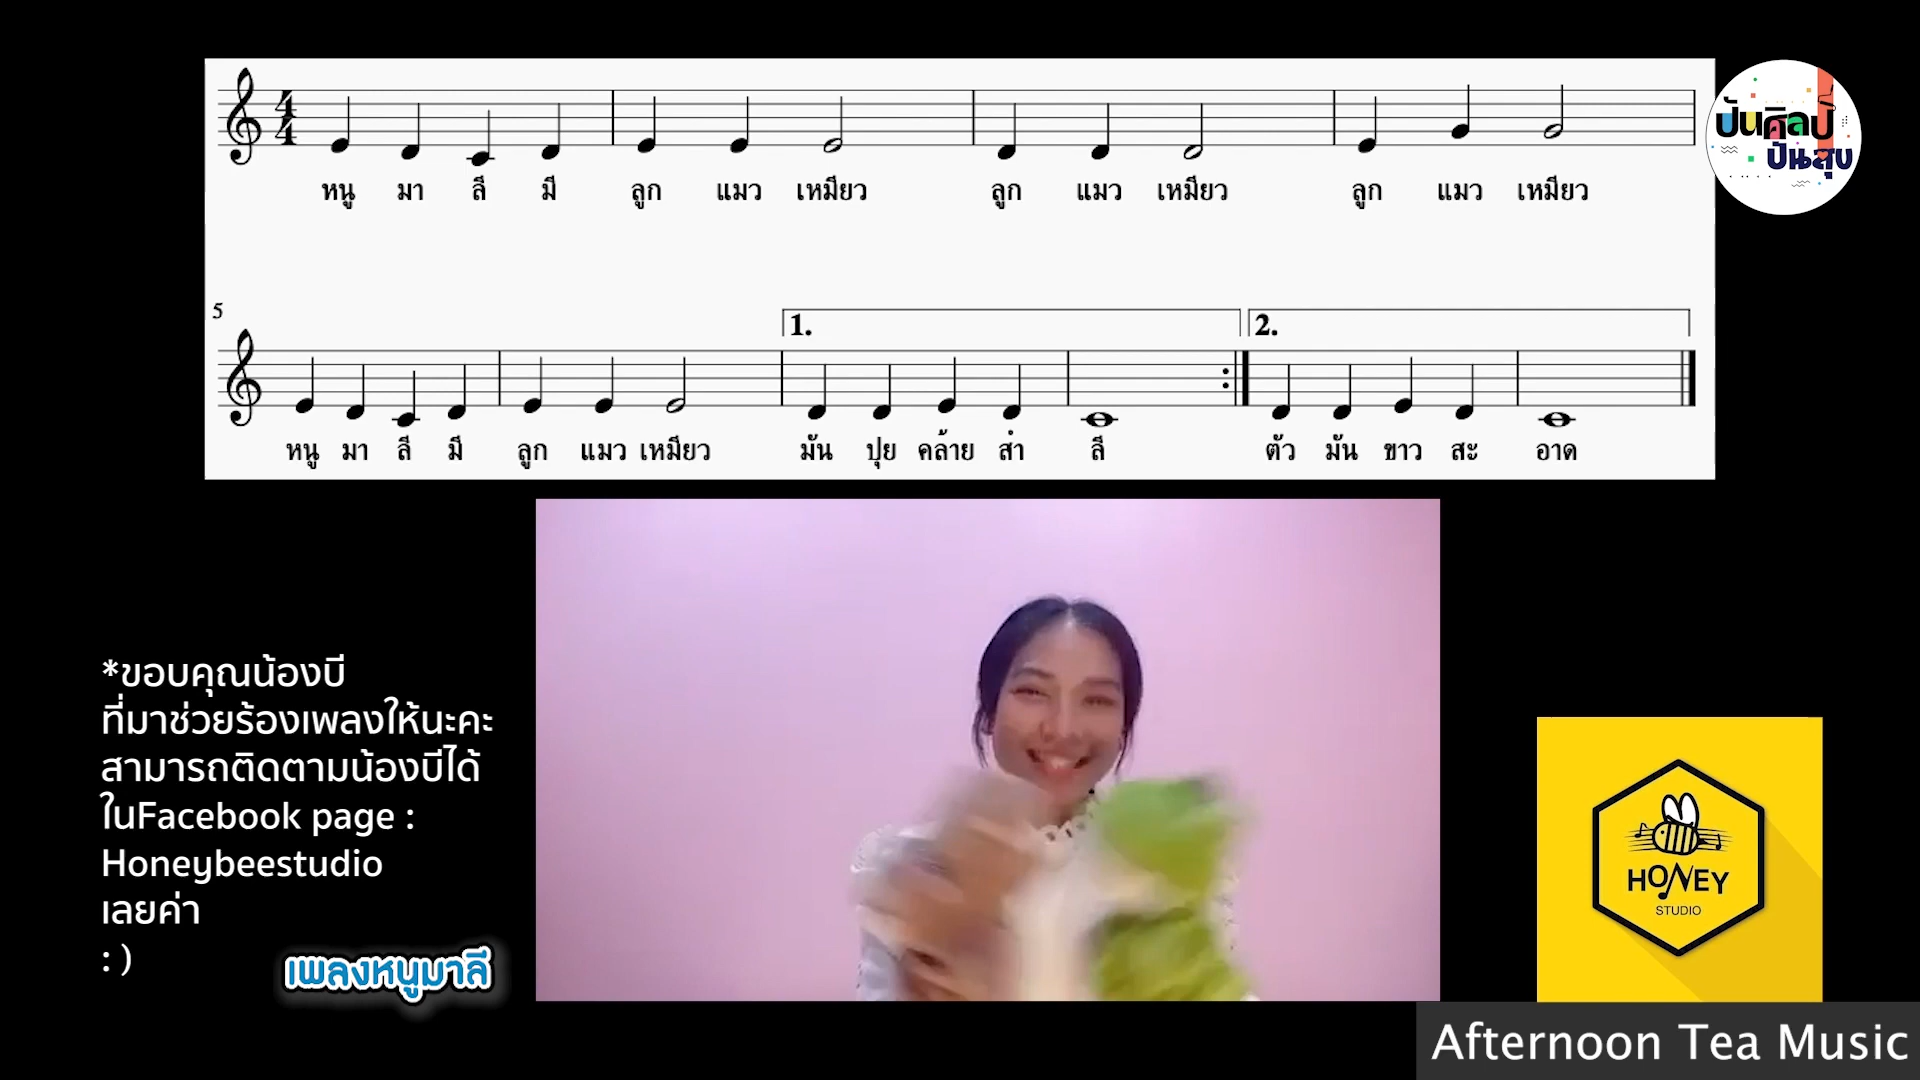 4
4
หนู มา ลี มี ลูก แมว เหมียว ลูก แมว เหมียว ลูก แมว เหมียว
ปันศิลป์
ปันสุข
5
1.
2.
หนู มา ลี มี ลูก แมว เหมียว มัน ปุย คล้าย สำ ลี ตัว มัน ขาว สะ อาด
*ขอบคุณน้องบี
ที่มาช่วยร้องเพลงให้นะคะ
สามารถติดตามน้องบีได้
ในFacebook page :
Honeybeestudio
เลยค่า
: )
เพลงหนูมาลี
HONEY
STUDIO
Afternoon Tea Music